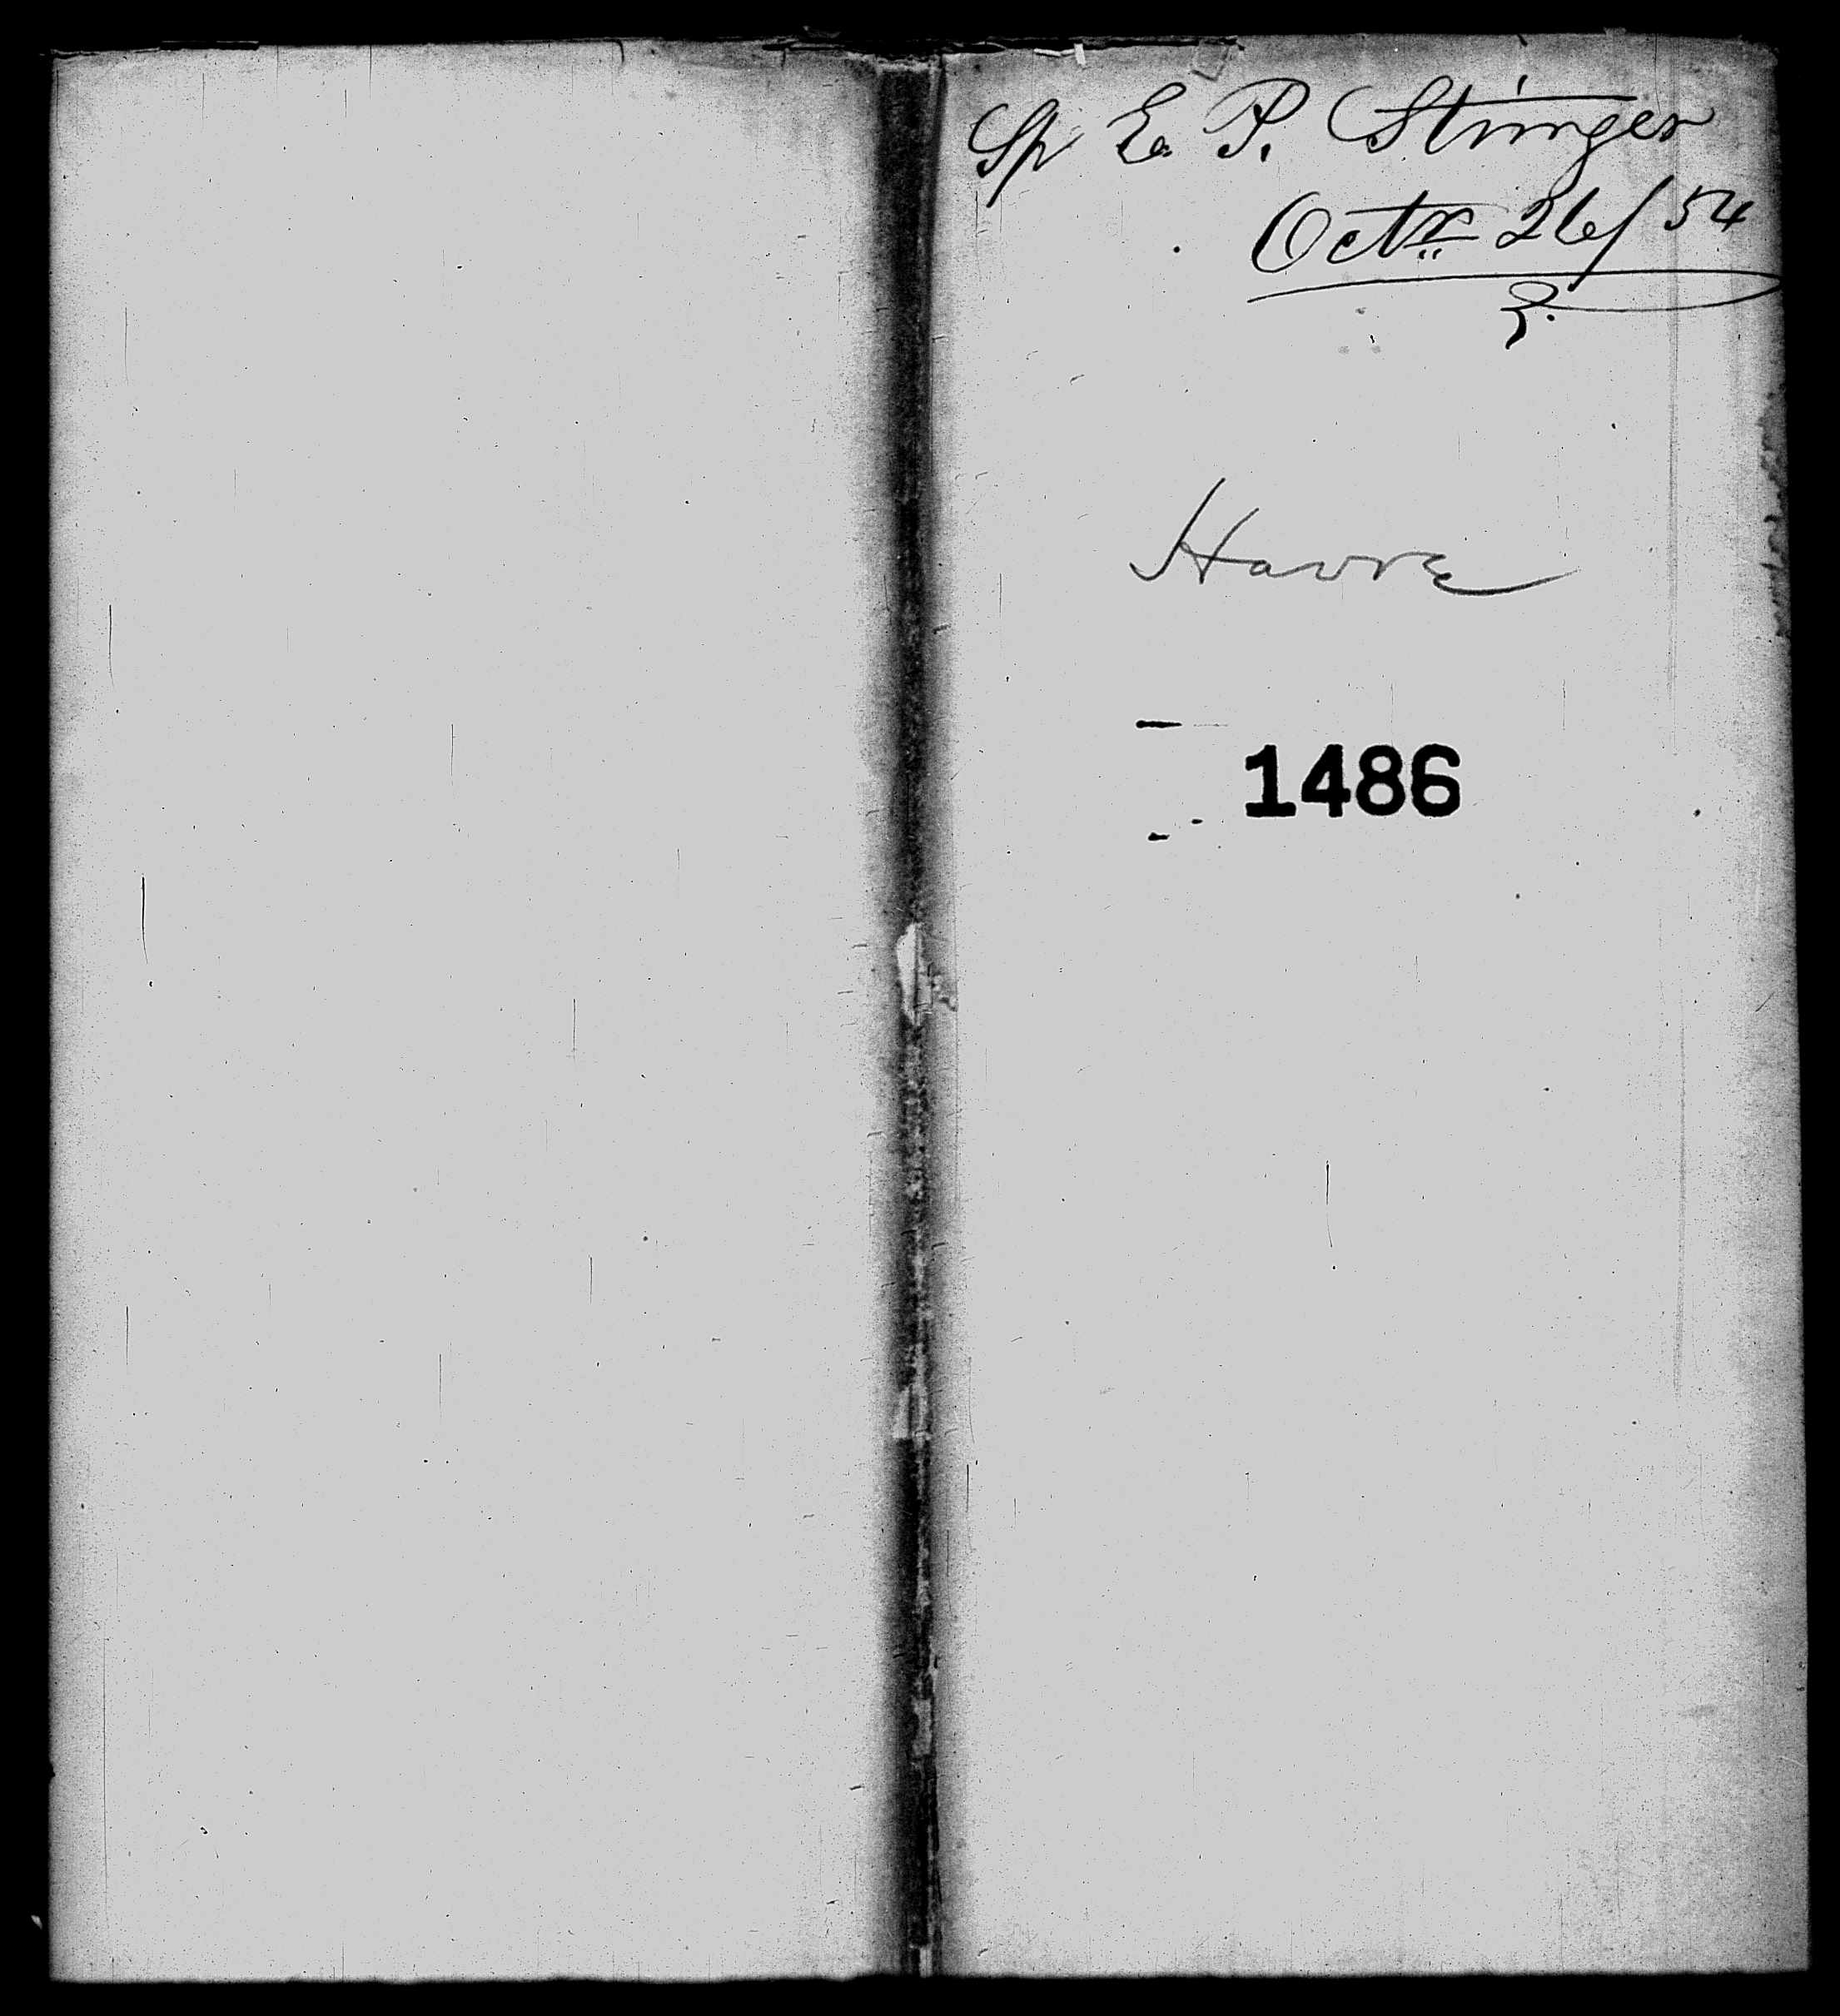 Sp E. P. Stringer
Octr 26/54
Havre
1486